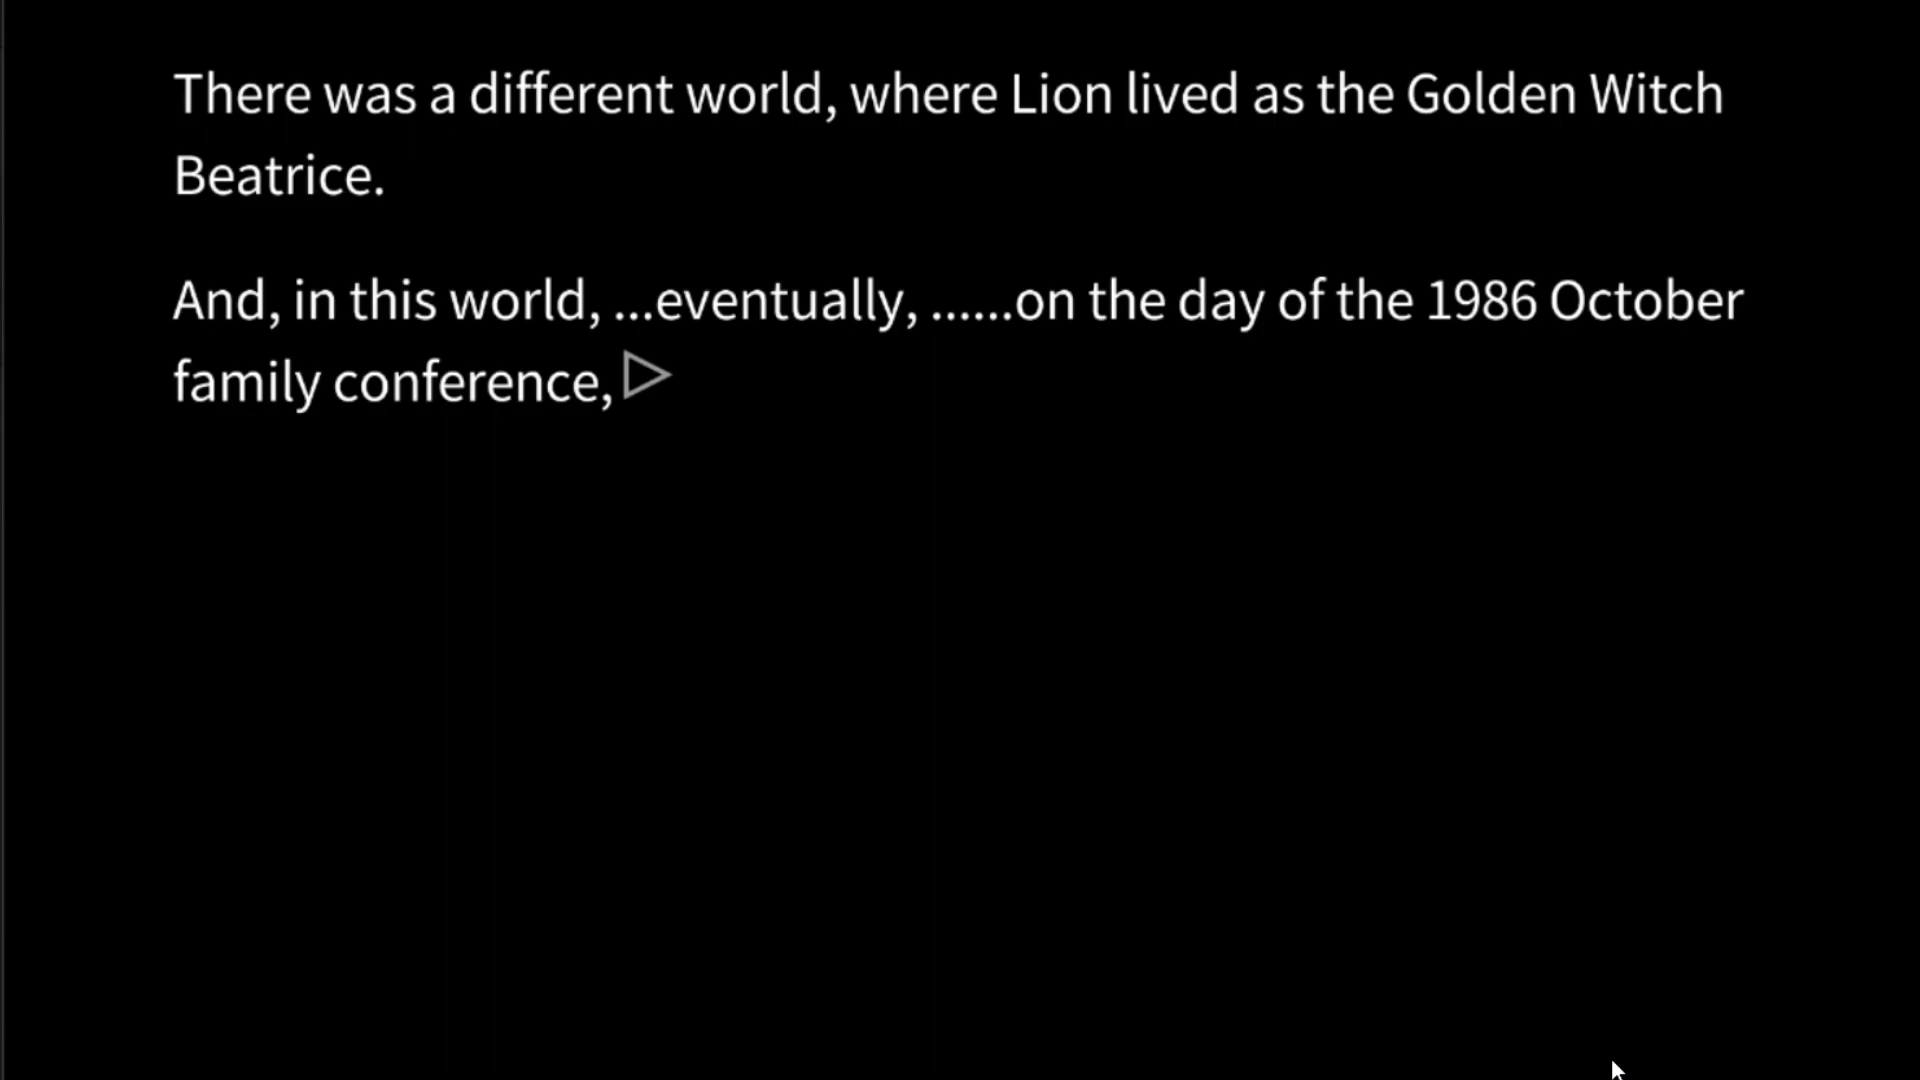 There was a different world, where Lion lived as the Golden Witch
Beatrice.
And, in this world, ...eventually, ......on the day of the 1986 October
family conference,